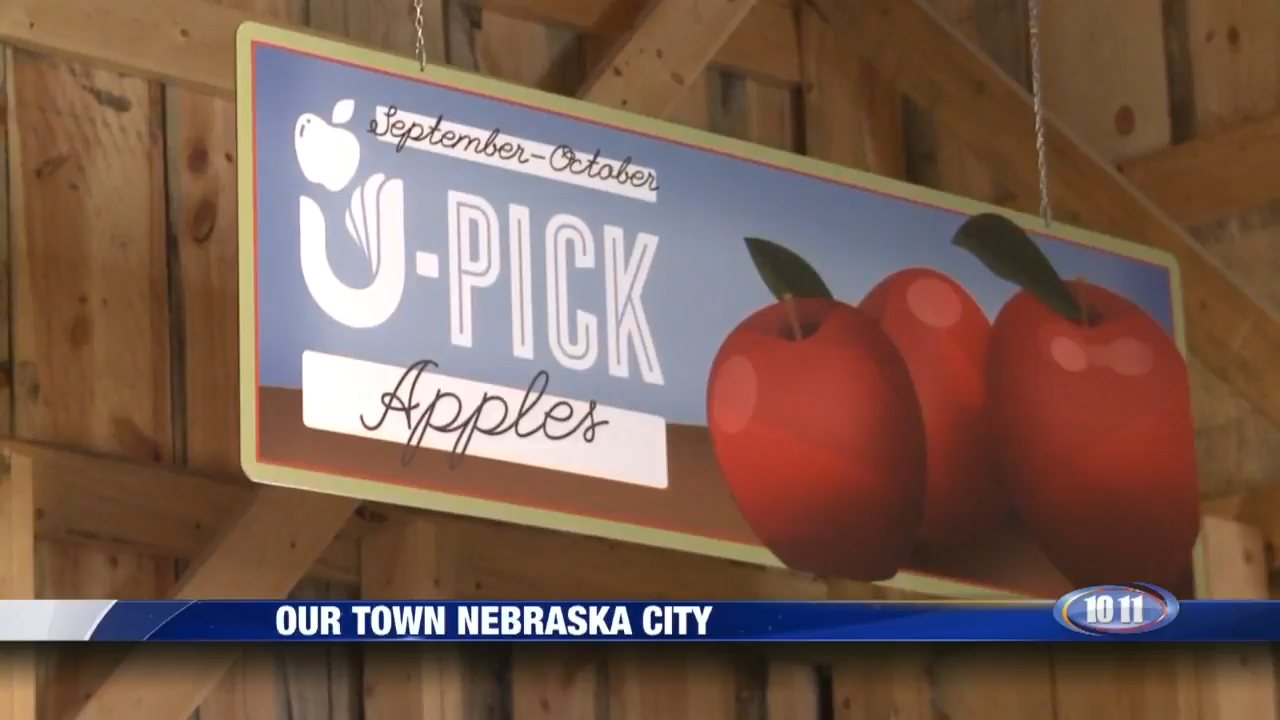 September-October
U-PICK
Apples
OUR TOWN NEBRASKA CITY
10 11